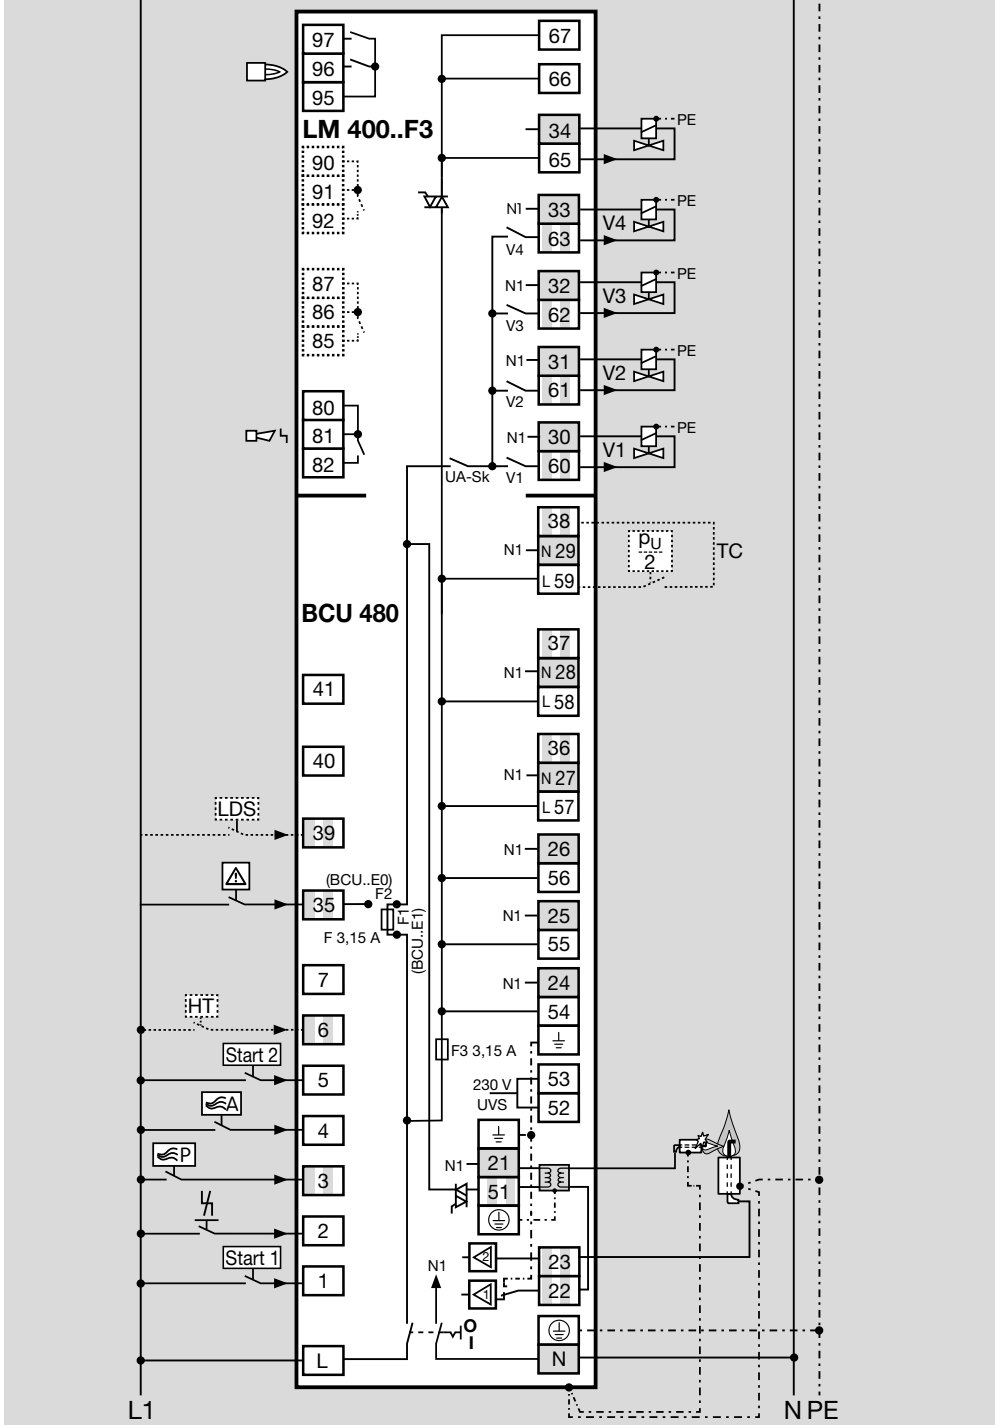 97
67
96
66
95
LM 400..F3
34
PE
65
90
91
92
N1
33
PE
V4
63
V4
87
86
85
N1
32
PE
V3
62
V3
N1
31
PE
V2
61
V2
80
81
82
N1
30
PE
V1
60
UA-Sk
V1
38
N1
N 29
pU
2
TC
L 59
BCU 480
37
N1
N 28
L 58
41
36
N1
N 27
L 57
40
LDS
39
N1
26
56
(BCU..E0)
F2
35
F1
(BCU..E1)
F 3,15 A
N1
25
55
7
N1
24
54
HT
6
F3 3,15 A
Start 2
5
230 V
UVS
53
52
A
4
P
3
N1
21
51
2
Start 1
1
N1
2
23
1
22
O
I
L
N
L1
N PE